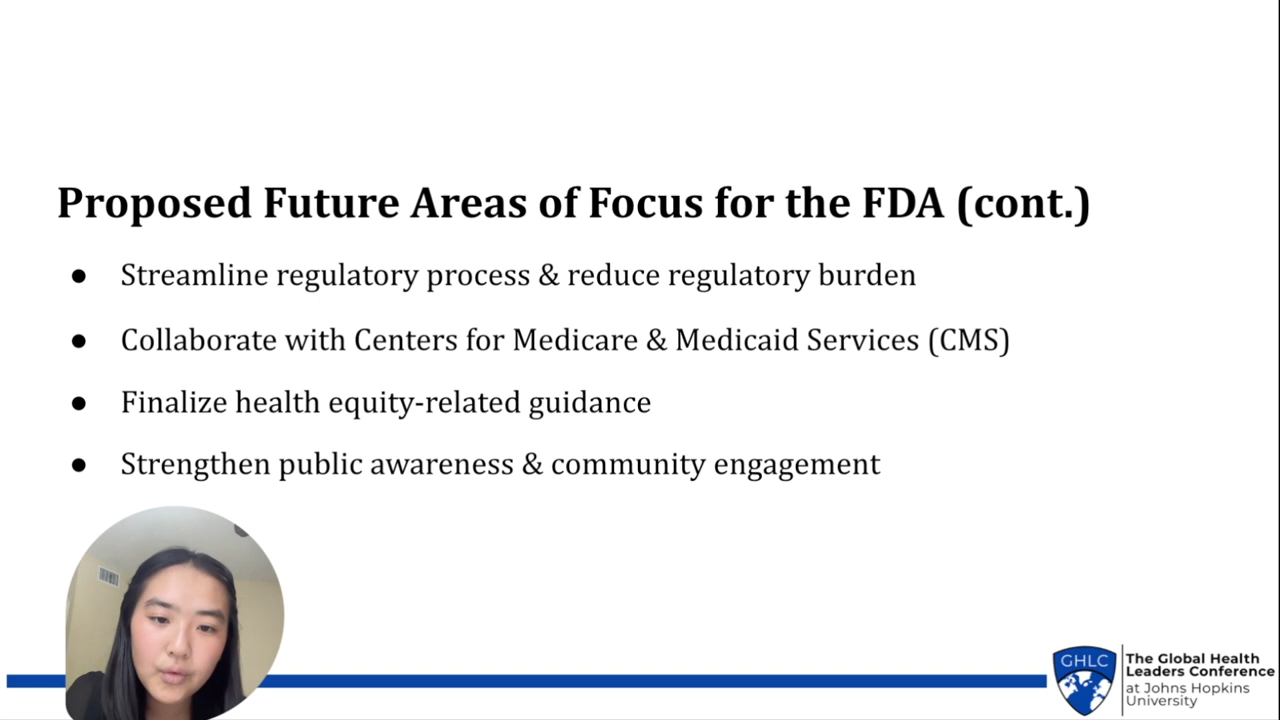 Proposed Future Areas of Focus for the FDA (cont.)
● Streamline regulatory process & reduce regulatory burden
● Collaborate with Centers for Medicare & Medicaid Services (CMS)
● Finalize health equity-related guidance
● Strengthen public awareness & community engagement
GHLC
The Global Health
Leaders Conference
at Johns Hopkins
University